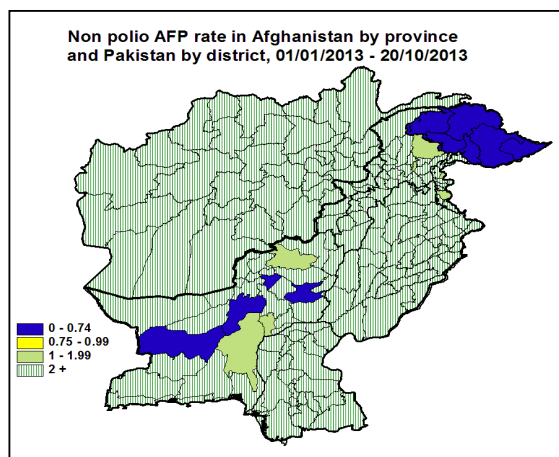 Non polio AFP rate in Afghanistan by province
and Pakistan by district, 01/01/2013 - 20/10/2013
0 - 0.74
0.75 - 0.99
1 - 1.99
2 +